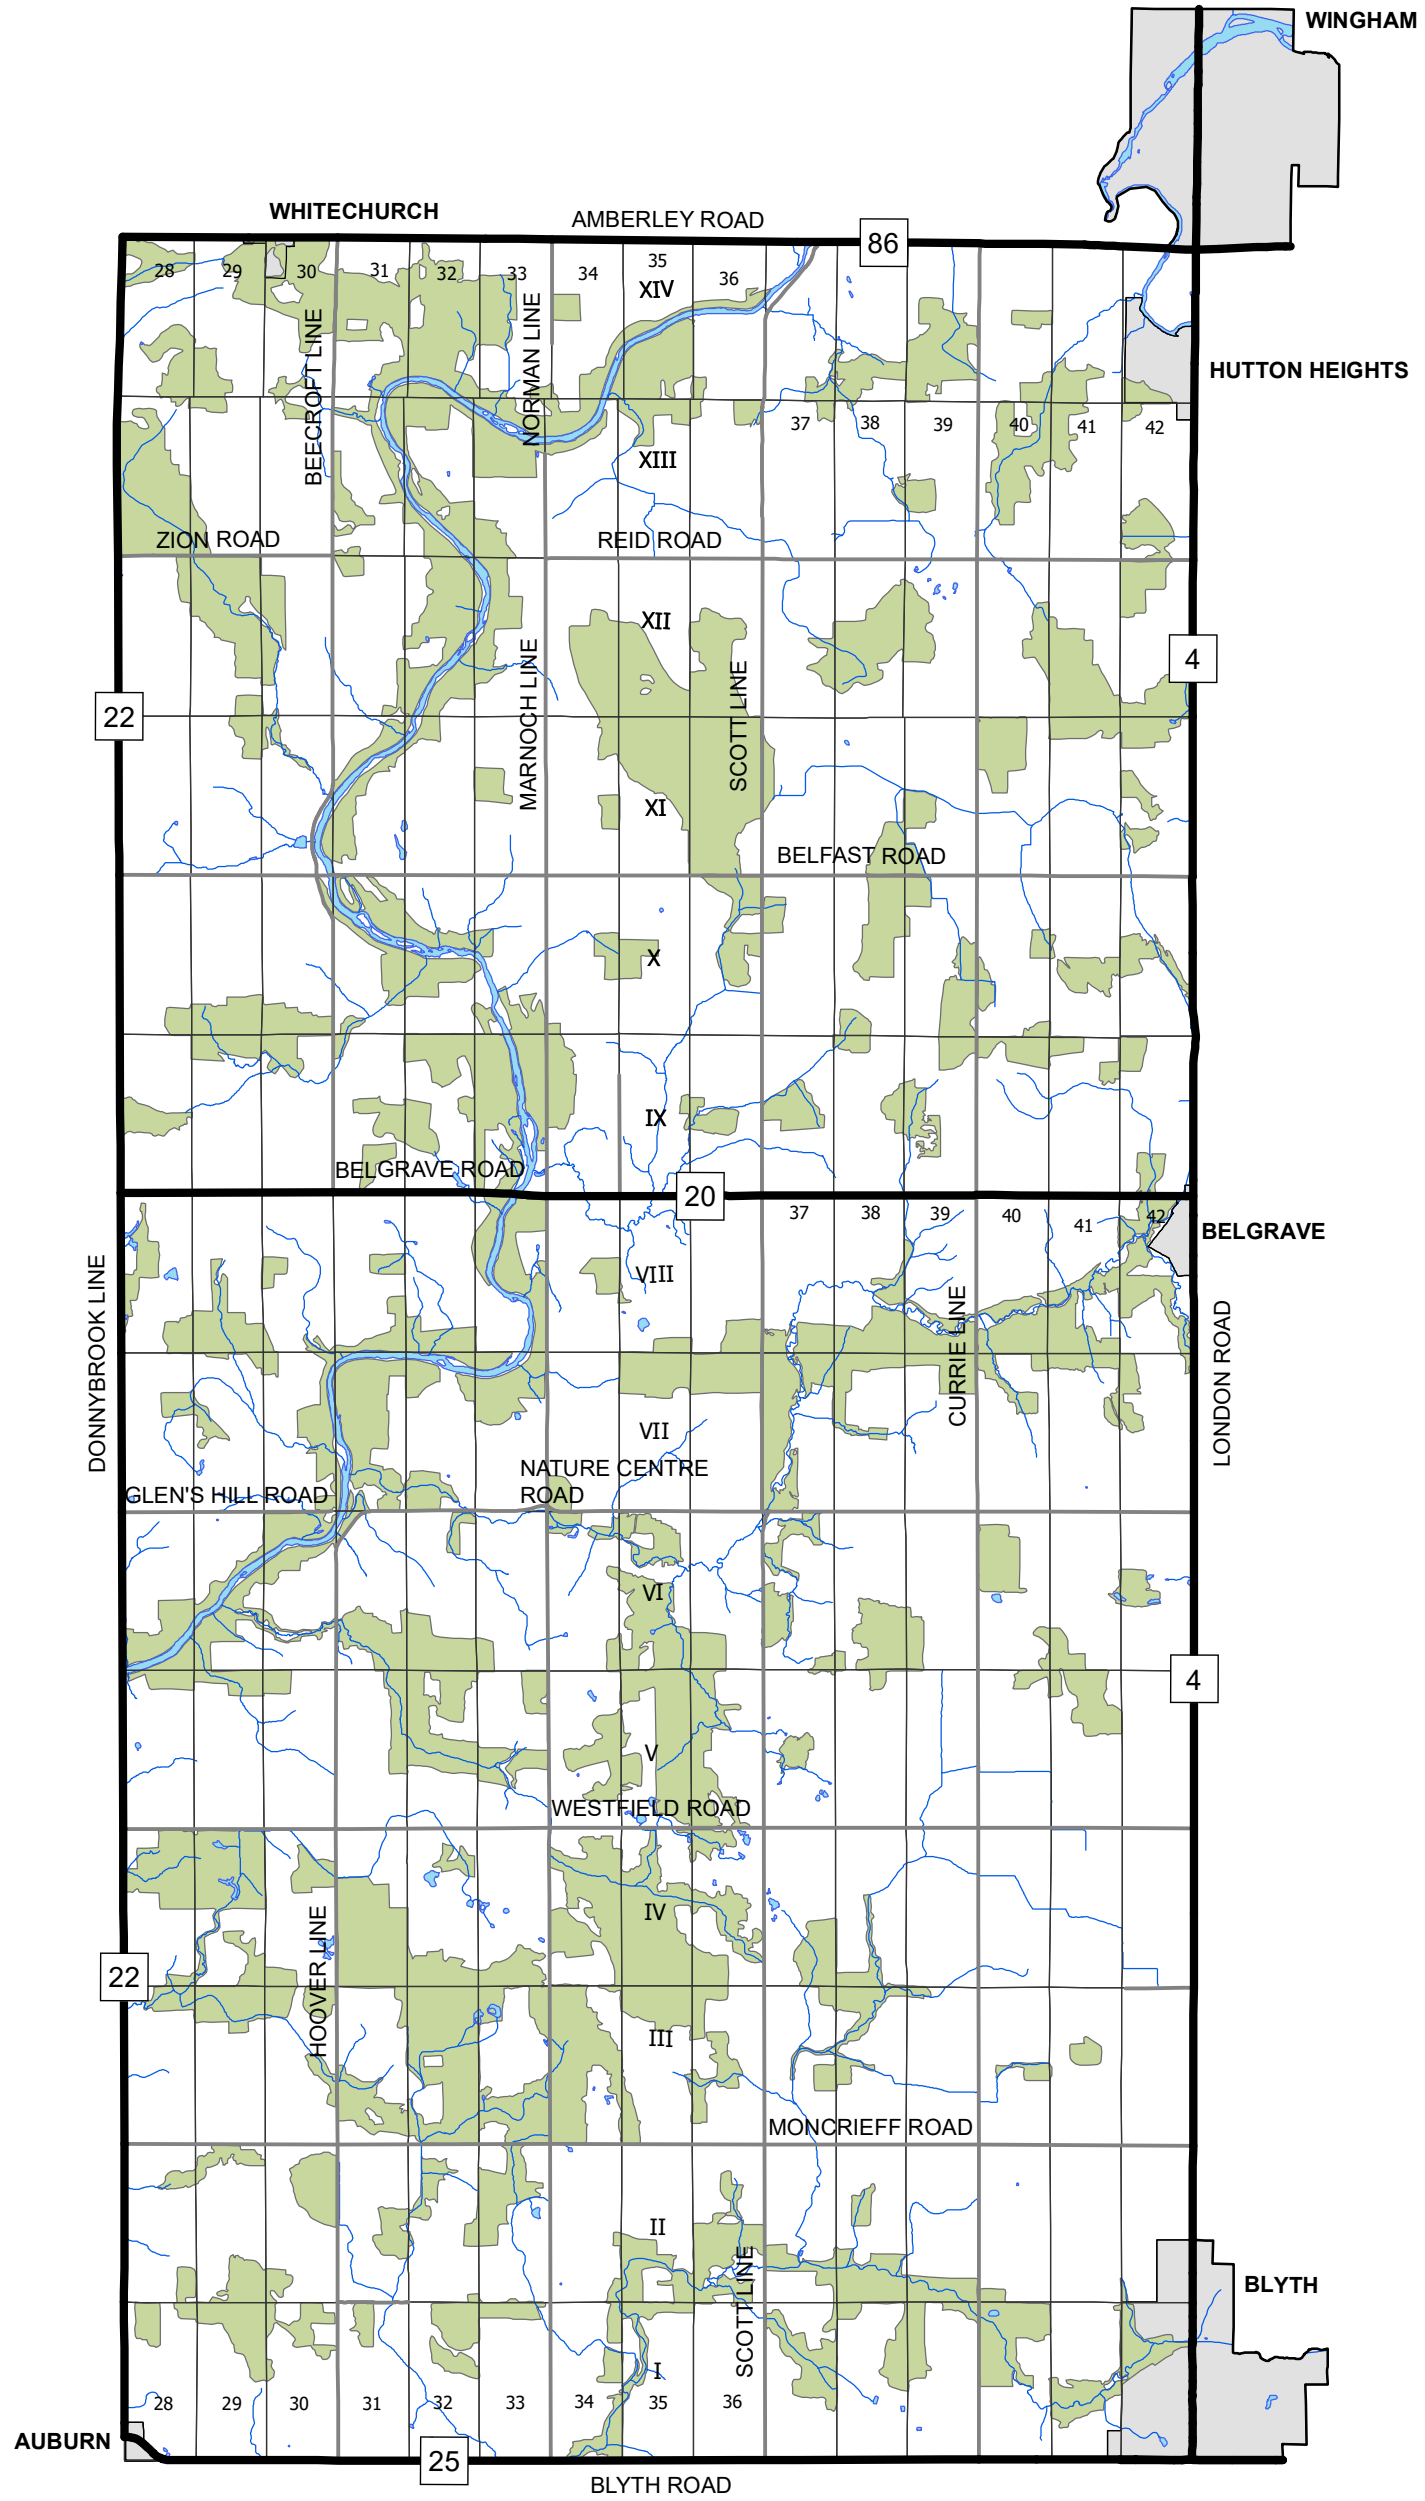 WINGHAM
WHITECHURCH
AMBERLEY ROAD
86
28 29 30 31 32 33 34 35 36
XIV
BEECROFT LINE
NORMAN LINE
HUTTON HEIGHTS
37 38 39 40 41 42
XIII
ZION ROAD
REID ROAD
XII
MARNOCH LINE
SCOTT LINE
4
22
XI
BELFAST ROAD
X
IX
BELGRAVE ROAD
20
37 38 39 40 41 42
BELGRAVE
VIII
DONNYBROOK LINE
CURRIE LINE
LONDON ROAD
VII
NATURE CENTRE
ROAD
GLEN'S HILL ROAD
VI
4
V
WESTFIELD ROAD
IV
HOOVER LINE
22
III
MONCRIEFF ROAD
II
SCOTT LINE
BLYTH
I
28 29 30 31 32 33 34 35 36
AUBURN
25
BLYTH ROAD